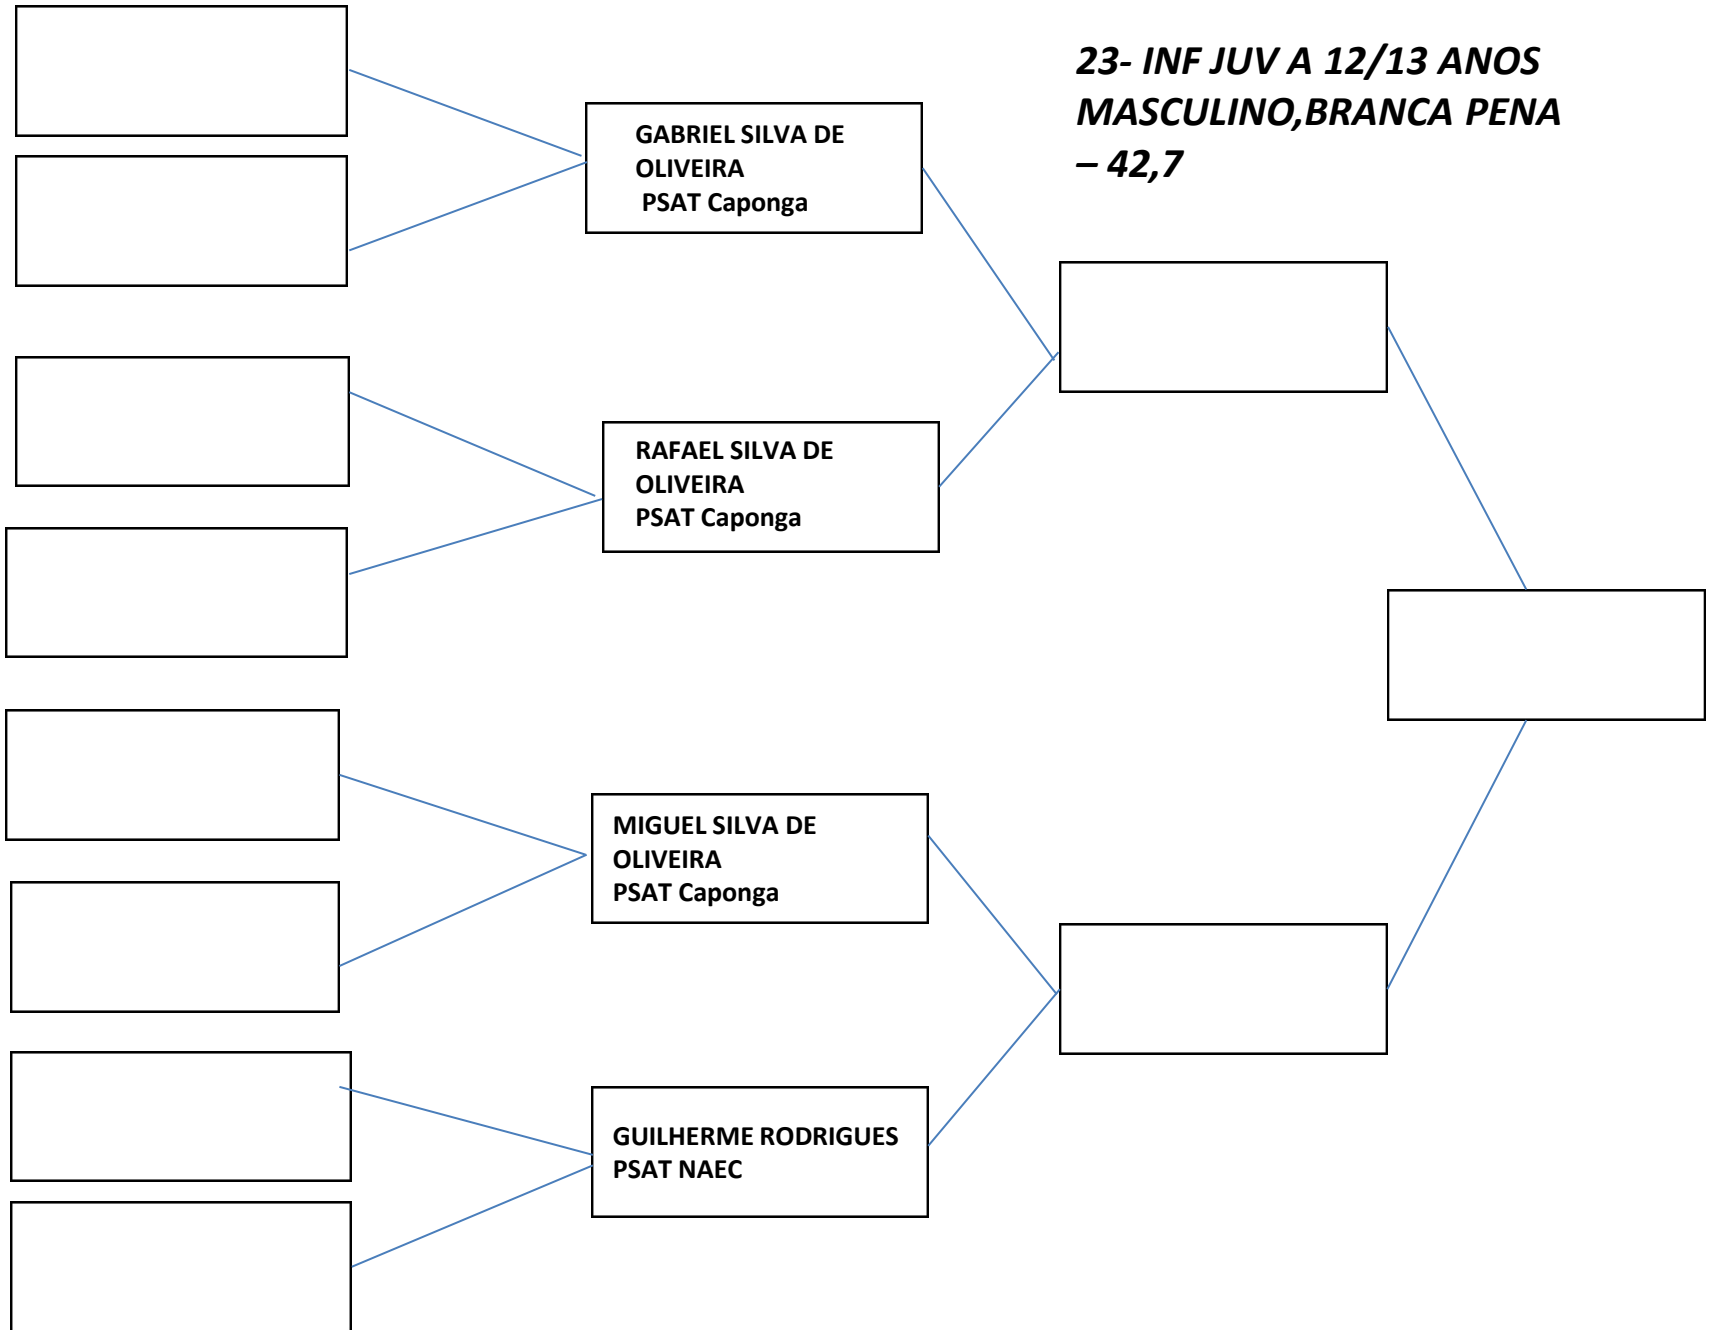 23- INF JUV A 12/13 ANOS
MASCULINO,BRANCA PENA
– 42,7
GABRIEL SILVA DE
OLIVEIRA
PSAT Caponga
RAFAEL SILVA DE
OLIVEIRA
PSAT Caponga
MIGUEL SILVA DE
OLIVEIRA
PSAT Caponga
GUILHERME RODRIGUES
PSAT NAEC